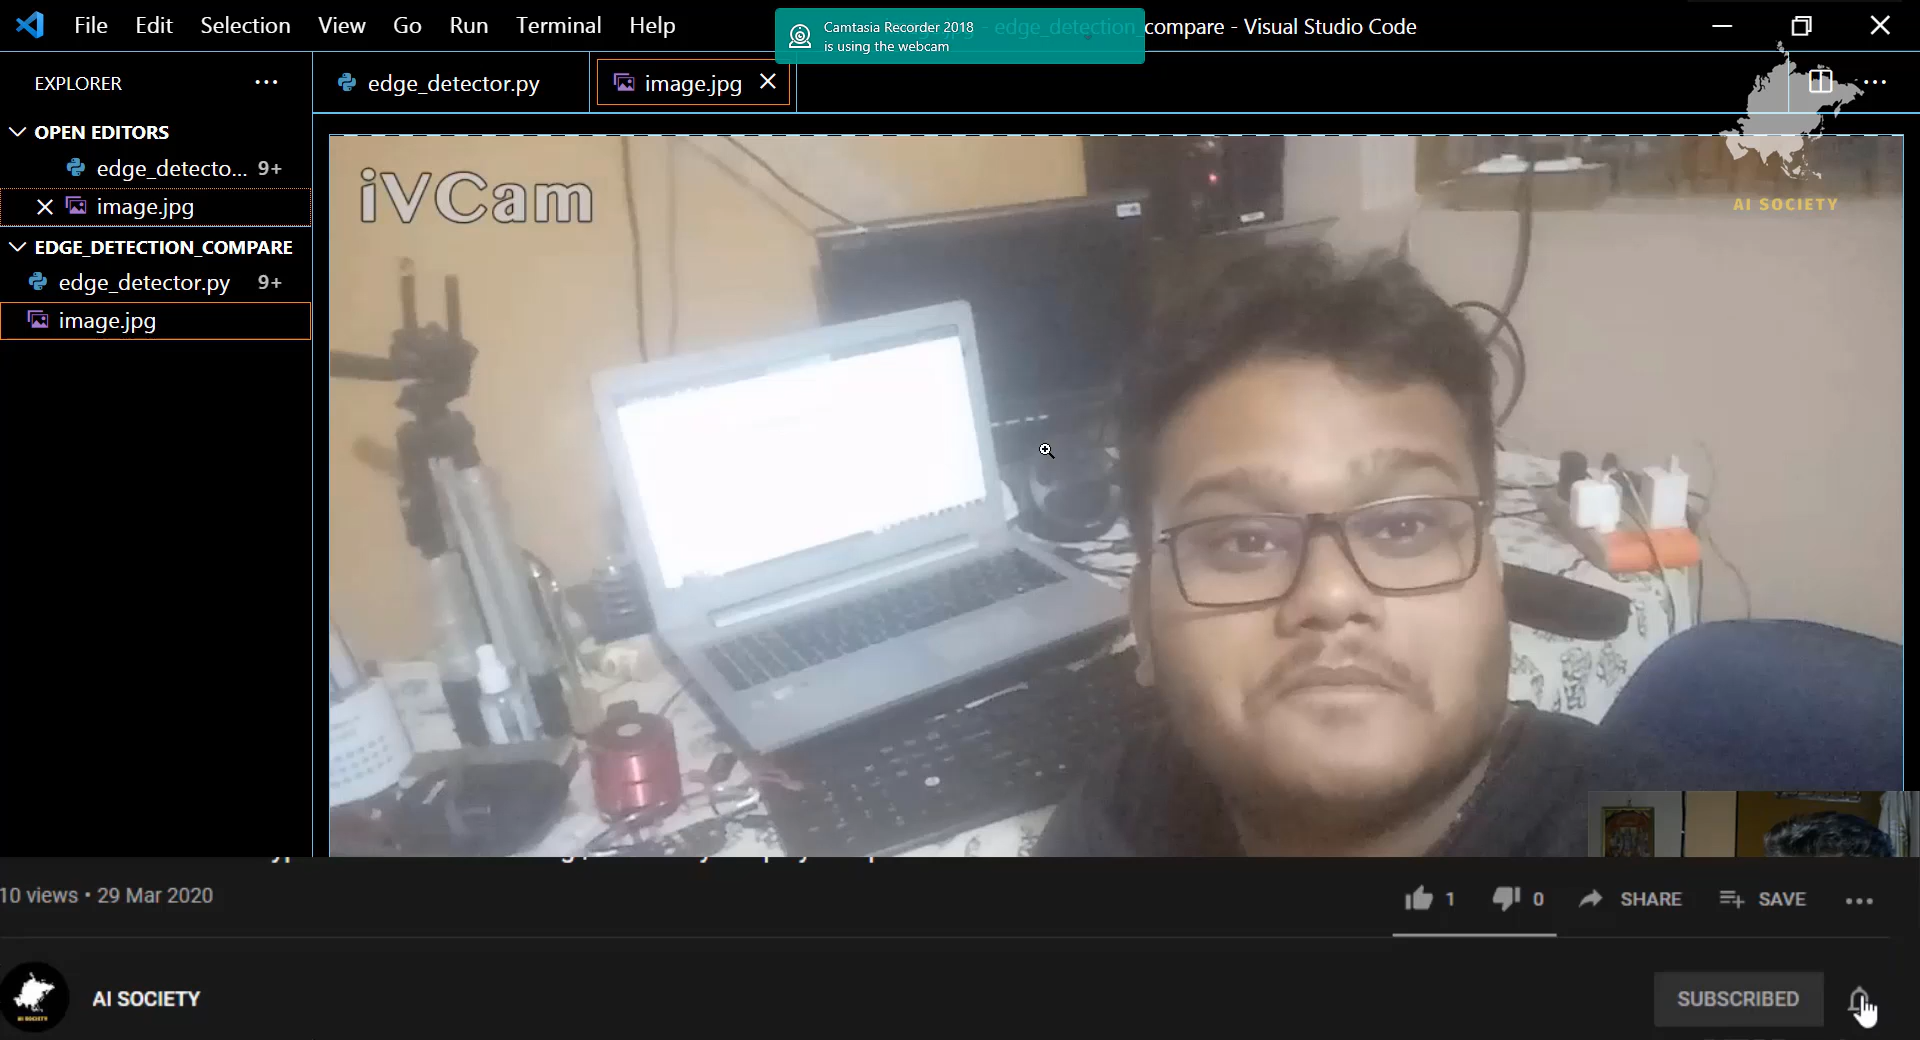 File Edit Selection View Go Run Terminal Help
Camtasia Recorder 2018
is using the webcam
- edge_detection_compare - Visual Studio Code
EXPLORER
edge_detector.py
image.jpg
OPEN EDITORS
edge_detecto... 9+
image.jpg
EDGE_DETECTION_COMPARE
edge_detector.py 9+
image.jpg
iVCam
AI SOCIETY
10 views • 29 Mar 2020
1 0 SHARE SAVE
AI SOCIETY
SUBSCRIBED